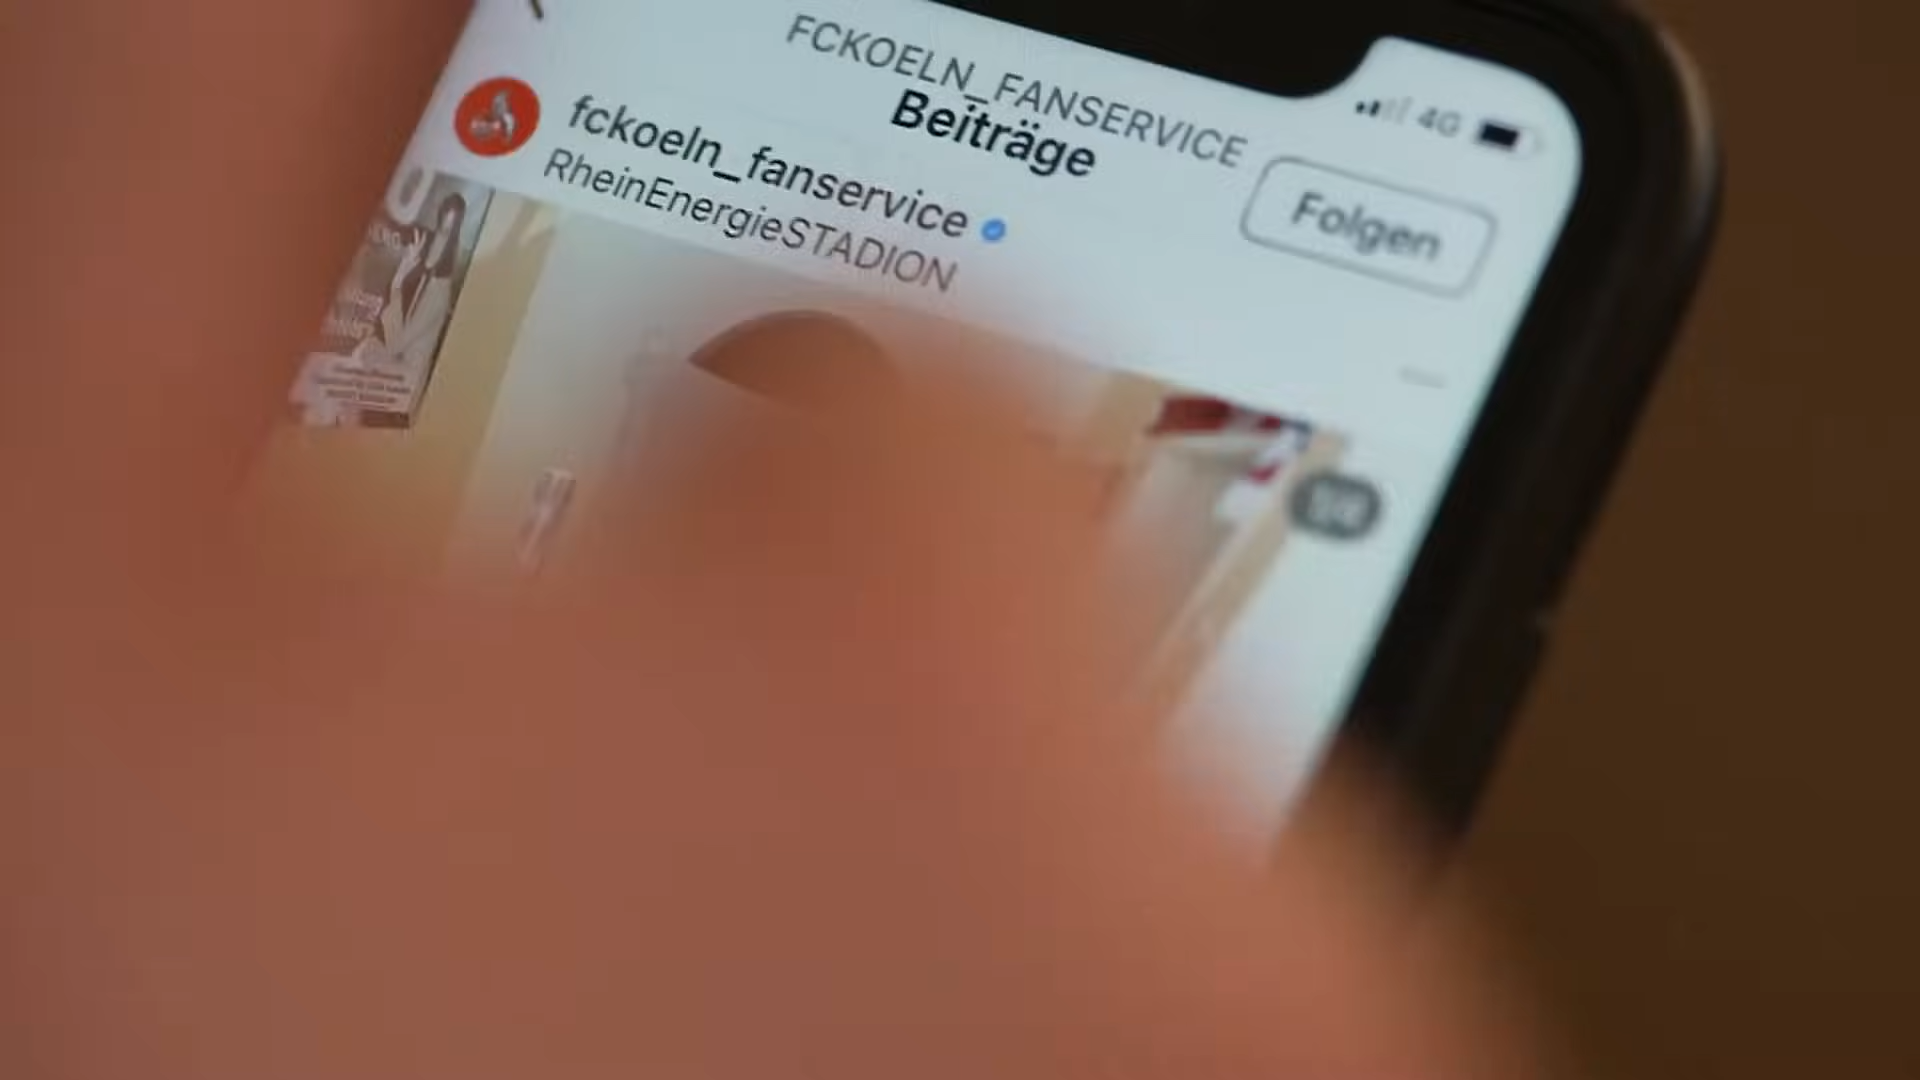 FCKOELN_FANSERVICE
Beiträge
4G
fckoeln_fanservice
RheinEnergieSTADION
Folgen